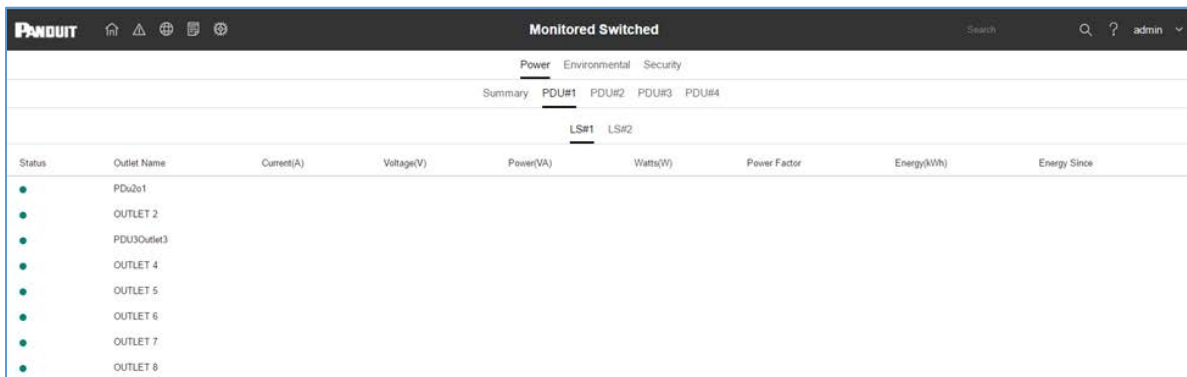 PANDUIT Monitored Switched Search ? admin
Power Environmental Security
Summary PDU#1 PDU#2 PDU#3 PDU#4
LS#1 LS#2
Status Outlet Name Current(A) Voltage(V) Power(VA) Watts(W) Power Factor Energy(kWh) Energy Since
PDu2o1
OUTLET 2
PDU3Outlet3
OUTLET 4
OUTLET 5
OUTLET 6
OUTLET 7
OUTLET 8